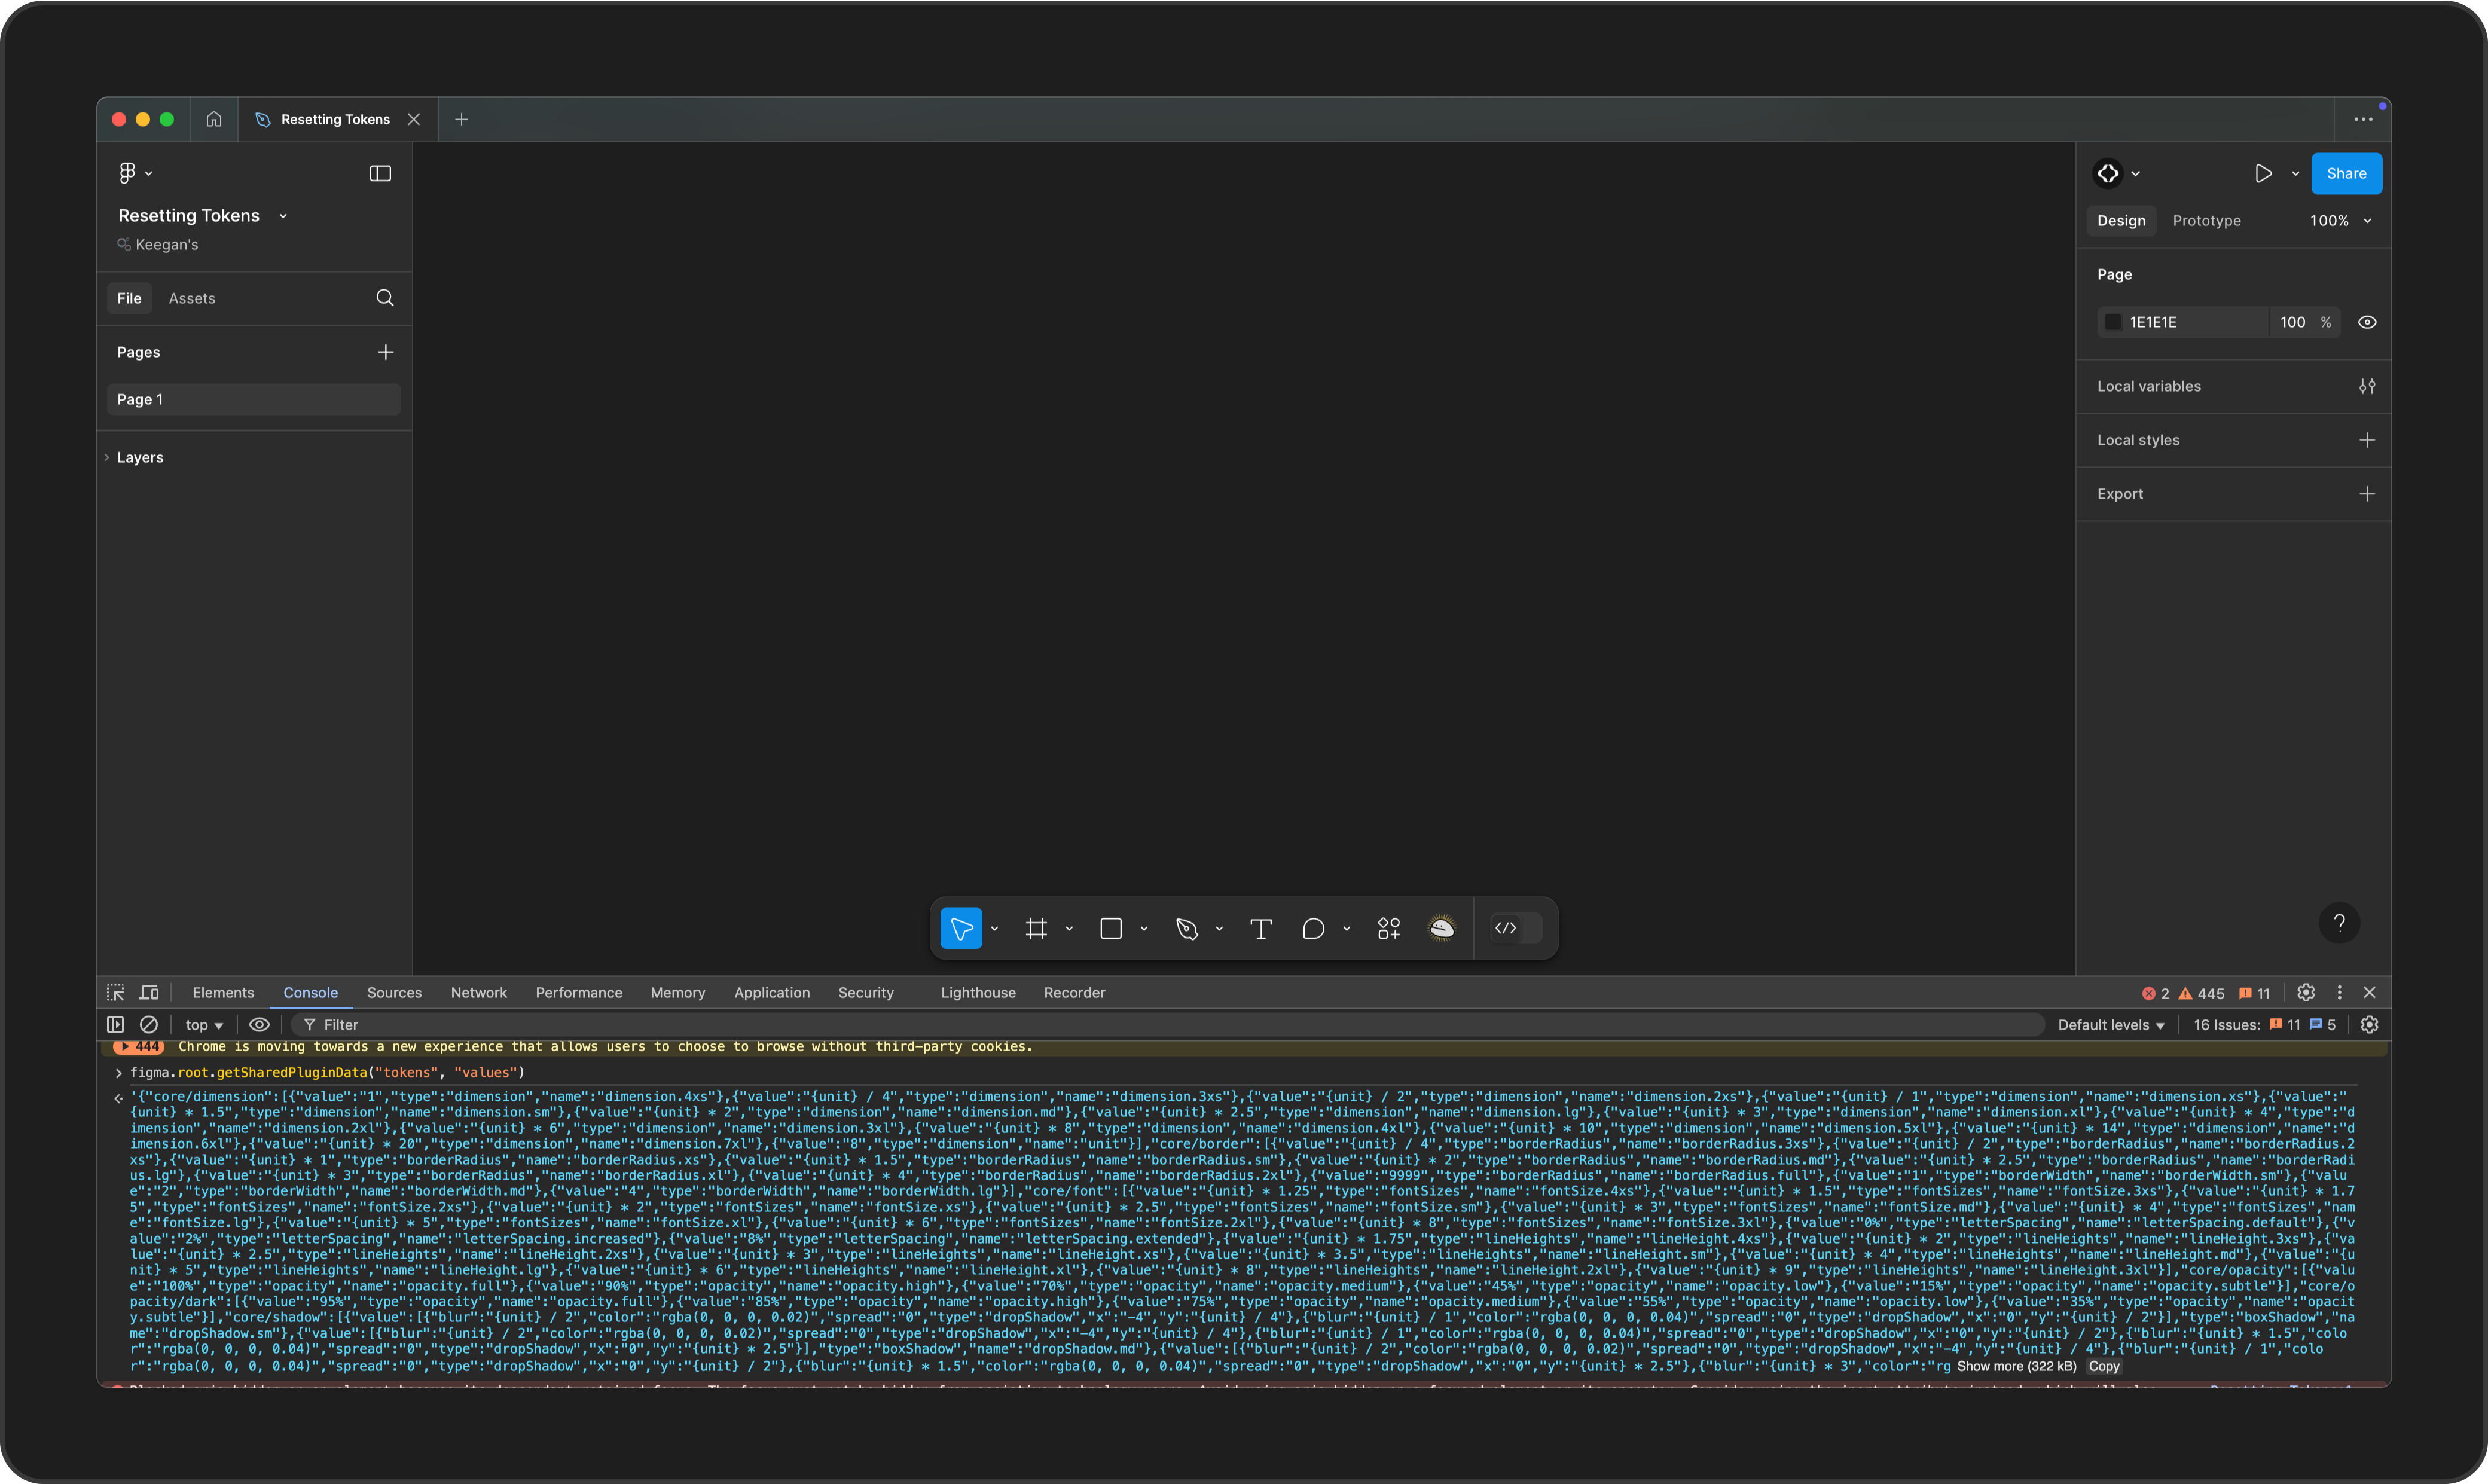 Resetting Tokens
Resetting Tokens
Keegan's
File Assets
Pages
Page 1
Layers
Share
Design Prototype 100%
Page
1E1E1E 100 %
Local variables
Local styles
Export
?
Elements Console Sources Network Performance Memory Application Security Lighthouse Recorder 2 445 11
top Filter Default levels 16 Issues: 11 5
444 Chrome is moving towards a new experience that allows users to choose to browse without third-party cookies.
> figma.root.getSharedPluginData("tokens", "values")
'{"core/dimension":[{"value":"1","type":"dimension","name":"dimension.4xs"},{"value":"{unit} / 4","type":"dimension","name":"dimension.3xs"},{"value":"{unit} / 2","type":"dimension","name":"dimension.2xs"},{"value":"{unit} / 1","type":"dimension","name":"dimension.xs"},{"value":"
{unit} * 1.5","type":"dimension","name":"dimension.sm"},{"value":"{unit} * 2","type":"dimension","name":"dimension.md"},{"value":"{unit} * 2.5","type":"dimension","name":"dimension.lg"},{"value":"{unit} * 3","type":"dimension","name":"dimension.xl"},{"value":"{unit} * 4","type":"d
imension","name":"dimension.2xl"},{"value":"{unit} * 6","type":"dimension","name":"dimension.3xl"},{"value":"{unit} * 8","type":"dimension","name":"dimension.4xl"},{"value":"{unit} * 10","type":"dimension","name":"dimension.5xl"},{"value":"{unit} * 14","type":"dimension","name":"d
imension.6xl"},{"value":"{unit} * 20","type":"dimension","name":"dimension.7xl"},{"value":"8","type":"dimension","name":"unit"}],"core/border":[{"value":"{unit} / 4","type":"borderRadius","name":"borderRadius.3xs"},{"value":"{unit} / 2","type":"borderRadius","name":"borderRadius.2
xs"},{"value":"{unit} * 1","type":"borderRadius","name":"borderRadius.xs"},{"value":"{unit} * 1.5","type":"borderRadius","name":"borderRadius.sm"},{"value":"{unit} * 2","type":"borderRadius","name":"borderRadius.md"},{"value":"{unit} * 2.5","type":"borderRadius","name":"borderRadi
us.lg"},{"value":"{unit} * 3","type":"borderRadius","name":"borderRadius.xl"},{"value":"{unit} * 4","type":"borderRadius","name":"borderRadius.2xl"},{"value":"9999","type":"borderRadius","name":"borderRadius.full"},{"value":"1","type":"borderWidth","name":"borderWidth.sm"},{"valu
e":"2","type":"borderWidth","name":"borderWidth.md"},{"value":"4","type":"borderWidth","name":"borderWidth.lg"}],"core/font":[{"value":"{unit} * 1.25","type":"fontSizes","name":"fontSize.4xs"},{"value":"{unit} * 1.5","type":"fontSizes","name":"fontSize.3xs"},{"value":"{unit} * 1.7
5","type":"fontSizes","name":"fontSize.2xs"},{"value":"{unit} * 2","type":"fontSizes","name":"fontSize.xs"},{"value":"{unit} * 2.5","type":"fontSizes","name":"fontSize.sm"},{"value":"{unit} * 3","type":"fontSizes","name":"fontSize.md"},{"value":"{unit} * 4","type":"fontSizes","nam
e":"fontSize.lg"},{"value":"{unit} * 5","type":"fontSizes","name":"fontSize.xl"},{"value":"{unit} * 6","type":"fontSizes","name":"fontSize.2xl"},{"value":"{unit} * 8","type":"fontSizes","name":"fontSize.3xl"},{"value":"0%","type":"letterSpacing","name":"letterSpacing.default"},{"v
alue":"2%","type":"letterSpacing","name":"letterSpacing.increased"},{"value":"8%","type":"letterSpacing","name":"letterSpacing.extended"},{"value":"{unit} * 1.75","type":"lineHeights","name":"lineHeight.4xs"},{"value":"{unit} * 2","type":"lineHeights","name":"lineHeight.3xs"},{"va
lue":"{unit} * 2.5","type":"lineHeights","name":"lineHeight.2xs"},{"value":"{unit} * 3","type":"lineHeights","name":"lineHeight.xs"},{"value":"{unit} * 3.5","type":"lineHeights","name":"lineHeight.sm"},{"value":"{unit} * 4","type":"lineHeights","name":"lineHeight.md"},{"value":"{u
nit} * 5","type":"lineHeights","name":"lineHeight.lg"},{"value":"{unit} * 6","type":"lineHeights","name":"lineHeight.xl"},{"value":"{unit} * 8","type":"lineHeights","name":"lineHeight.2xl"},{"value":"{unit} * 9","type":"lineHeights","name":"lineHeight.3xl"}],"core/opacity":[{"valu
e":"100%","type":"opacity","name":"opacity.full"},{"value":"90%","type":"opacity","name":"opacity.high"},{"value":"70%","type":"opacity","name":"opacity.medium"},{"value":"45%","type":"opacity","name":"opacity.low"},{"value":"15%","type":"opacity","name":"opacity.subtle"}],"core/o
pacity/dark":[{"value":"95%","type":"opacity","name":"opacity.full"},{"value":"85%","type":"opacity","name":"opacity.high"},{"value":"75%","type":"opacity","name":"opacity.medium"},{"value":"55%","type":"opacity","name":"opacity.low"},{"value":"35%","type":"opacity","name":"opacit
y.subtle"}],"core/shadow":[{"value":[{"blur":"{unit} / 2","color":"rgba(0, 0, 0, 0.02)","spread":"0","type":"dropShadow","x":"-4","y":"{unit} / 4"},{"blur":"{unit} / 1","color":"rgba(0, 0, 0, 0.04)","spread":"0","type":"dropShadow","x":"0","y":"{unit} / 2"}],"type":"boxShadow","na
me":"dropShadow.sm"},{"value":[{"blur":"{unit} / 2","color":"rgba(0, 0, 0, 0.02)","spread":"0","type":"dropShadow","x":"-4","y":"{unit} / 4"},{"blur":"{unit} / 1","color":"rgba(0, 0, 0, 0.04)","spread":"0","type":"dropShadow","x":"0","y":"{unit} / 2"},{"blur":"{unit} * 1.5","colo
r":"rgba(0, 0, 0, 0.04)","spread":"0","type":"dropShadow","x":"0","y":"{unit} * 2.5"}],"type":"boxShadow","name":"dropShadow.md"},{"value":[{"blur":"{unit} / 2","color":"rgba(0, 0, 0, 0.02)","spread":"0","type":"dropShadow","x":"-4","y":"{unit} / 4"},{"blur":"{unit} / 1","colo
r":"rgba(0, 0, 0, 0.04)","spread":"0","type":"dropShadow","x":"0","y":"{unit} / 2"},{"blur":"{unit} * 1.5","color":"rgba(0, 0, 0, 0.04)","spread":"0","type":"dropShadow","x":"0","y":"{unit} * 2.5"},{"blur":"{unit} * 3","color":"rg Show more (322 kB) Copy